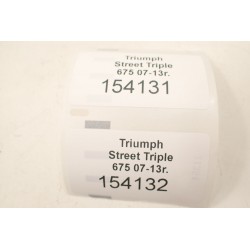 Triumph
Street Triple
675 07-13r.
154131
Triumph
Street Triple
675 07-13r.
154132